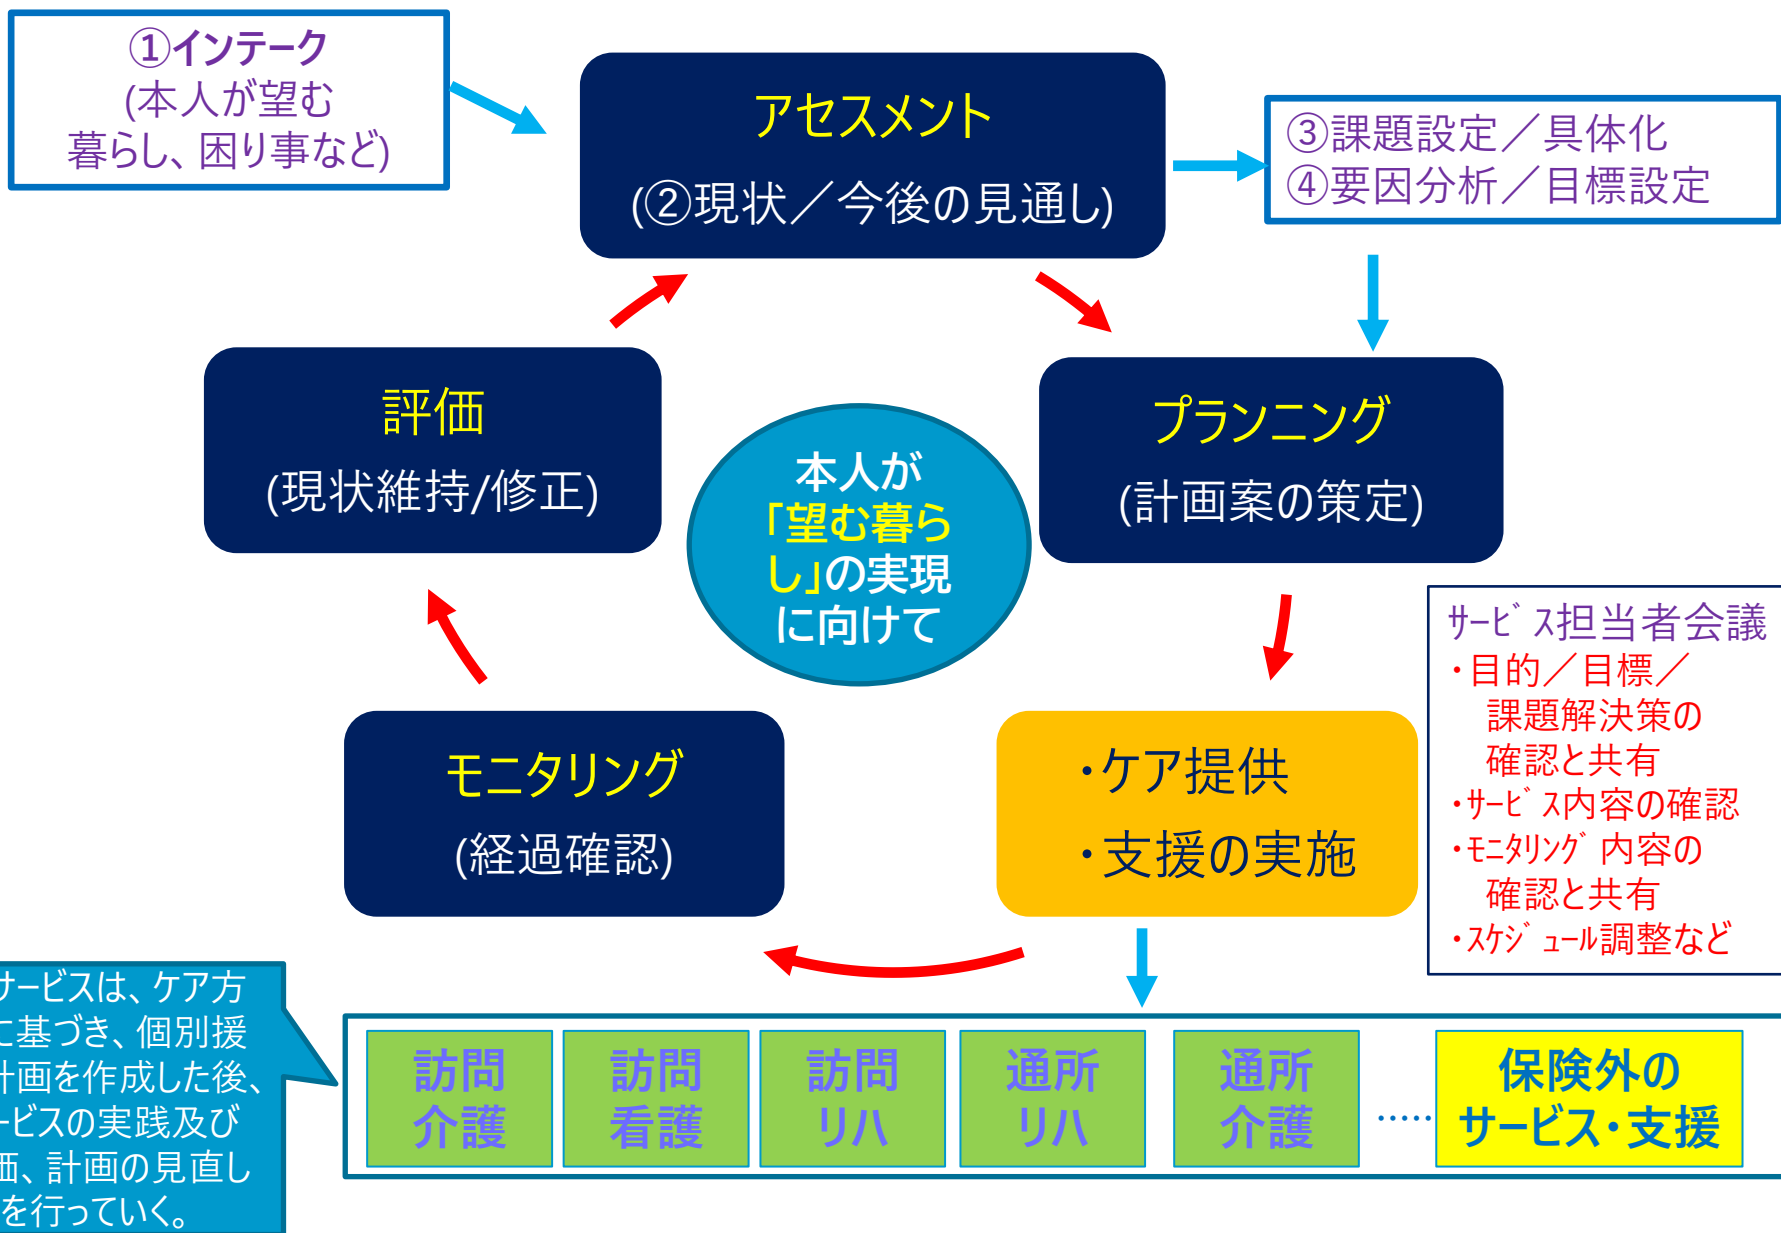 ①インテーク
(本人が望む
暮らし、困り事など)
アセスメント
(②現状／今後の見通し)
③課題設定／具体化
④要因分析／目標設定
評価
(現状維持/修正)
本人が
「望む暮ら
し」の実現
に向けて
プランニング
(計画案の策定)
モニタリング
(経過確認)
・ケア提供
・支援の実施
ｻｰﾋﾞｽ担当者会議
・目的／目標／
課題解決策の
確認と共有
・ｻｰﾋﾞｽ内容の確認
・ﾓﾆﾀﾘﾝｸﾞ内容の
確認と共有
・ｽｹｼﾞｭｰﾙ調整など
サービスは、ケア方
に基づき、個別援
計画を作成した後、
ービスの実践及び
価、計画の見直し
を行っていく。
訪問
介護
訪問
看護
訪問
リハ
通所
リハ
通所
介護
……
保険外の
サービス・支援